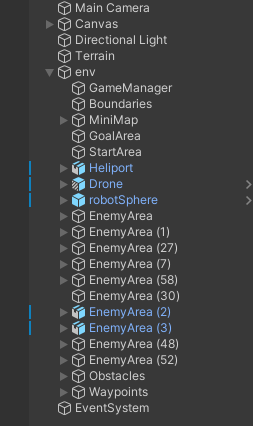 Main Camera
Canvas
Directional Light
Terrain
env
GameManager
Boundaries
MiniMap
GoalArea
StartArea
Heliport
Drone
robotSphere
EnemyArea
EnemyArea (1)
EnemyArea (27)
EnemyArea (7)
EnemyArea (58)
EnemyArea (30)
EnemyArea (2)
EnemyArea (3)
EnemyArea (48)
EnemyArea (52)
Obstacles
Waypoints
EventSystem